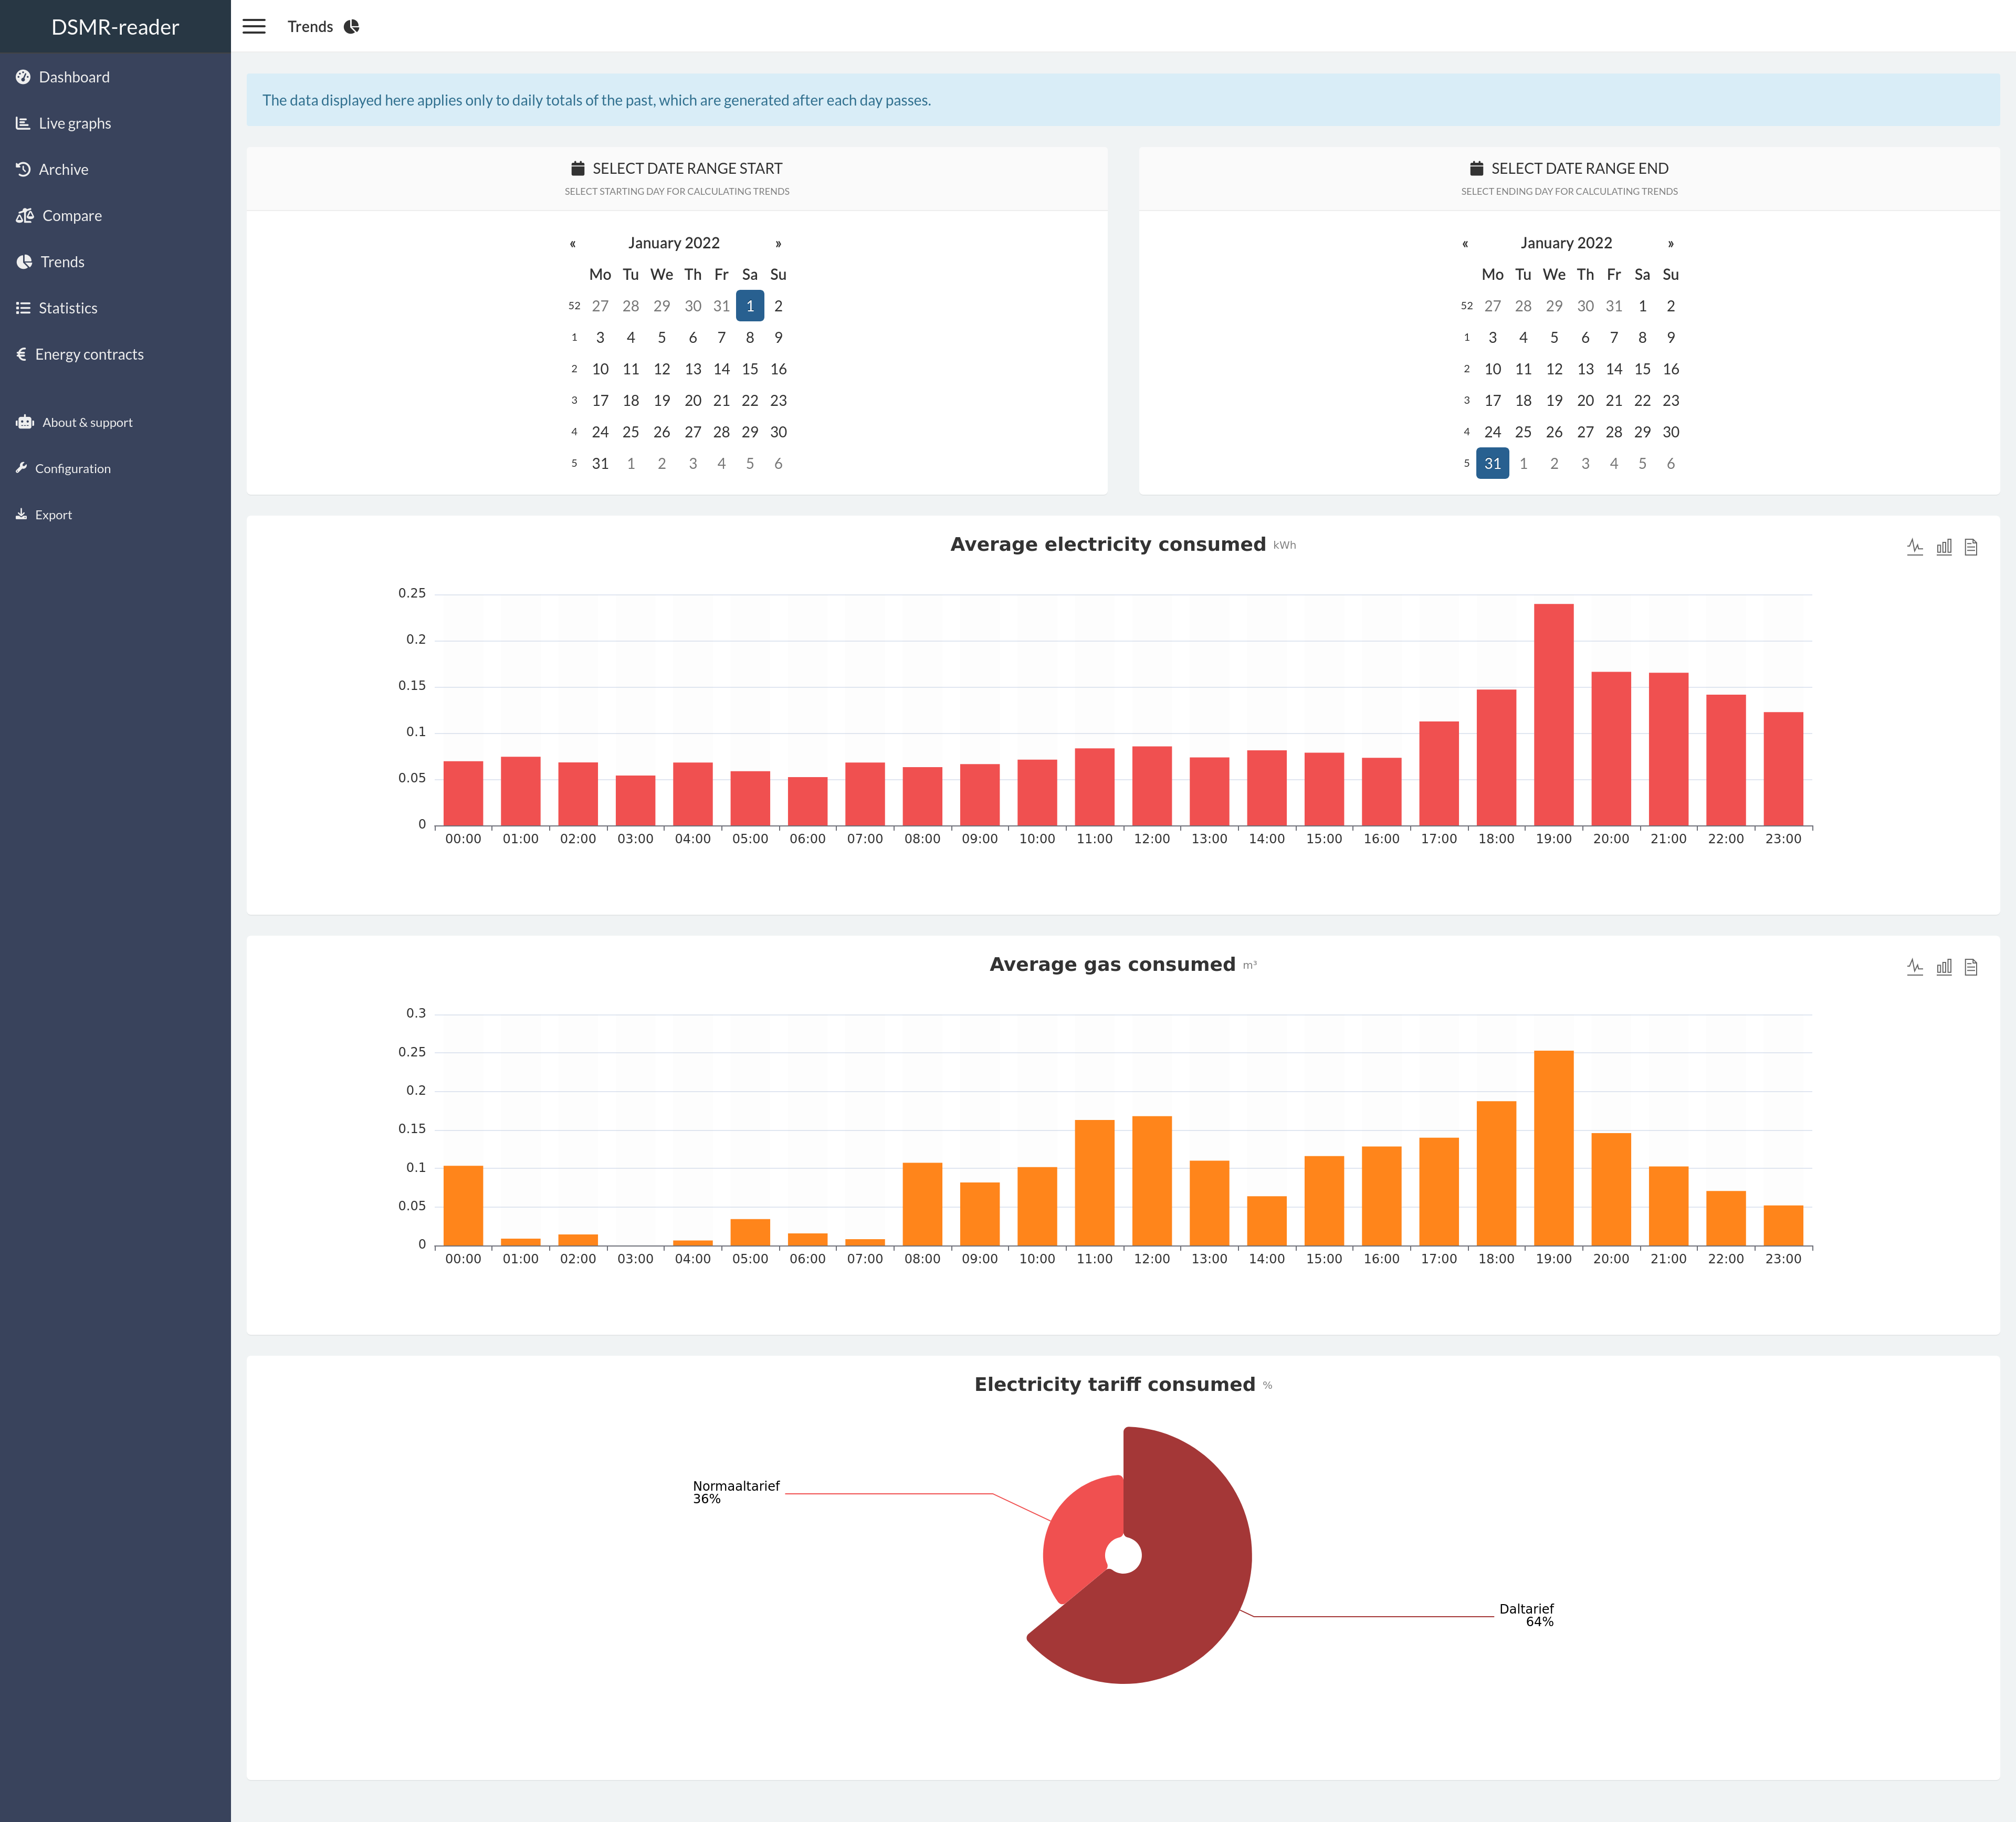 DSMR-reader
Trends
Dashboard
Live graphs
Archive
Compare
Trends
Statistics
Energy contracts
About & support
Configuration
Export
The data displayed here applies only to daily totals of the past, which are generated after each day passes.
SELECT DATE RANGE START
SELECT STARTING DAY FOR CALCULATING TRENDS
« January 2022 »
Mo Tu We Th Fr Sa Su
52 27 28 29 30 31 1 2
1 3 4 5 6 7 8 9
2 10 11 12 13 14 15 16
3 17 18 19 20 21 22 23
4 24 25 26 27 28 29 30
5 31 1 2 3 4 5 6
SELECT DATE RANGE END
SELECT ENDING DAY FOR CALCULATING TRENDS
« January 2022 »
Mo Tu We Th Fr Sa Su
52 27 28 29 30 31 1 2
1 3 4 5 6 7 8 9
2 10 11 12 13 14 15 16
3 17 18 19 20 21 22 23
4 24 25 26 27 28 29 30
5 31 1 2 3 4 5 6
Average electricity consumed kWh
0.25
0.2
0.15
0.1
0.05
0
00:00 01:00 02:00 03:00 04:00 05:00 06:00 07:00 08:00 09:00 10:00 11:00 12:00 13:00 14:00 15:00 16:00 17:00 18:00 19:00 20:00 21:00 22:00 23:00
Average gas consumed m³
0.3
0.25
0.2
0.15
0.1
0.05
0
00:00 01:00 02:00 03:00 04:00 05:00 06:00 07:00 08:00 09:00 10:00 11:00 12:00 13:00 14:00 15:00 16:00 17:00 18:00 19:00 20:00 21:00 22:00 23:00
Electricity tariff consumed %
Normaaltarief
36%
Daltarief
64%